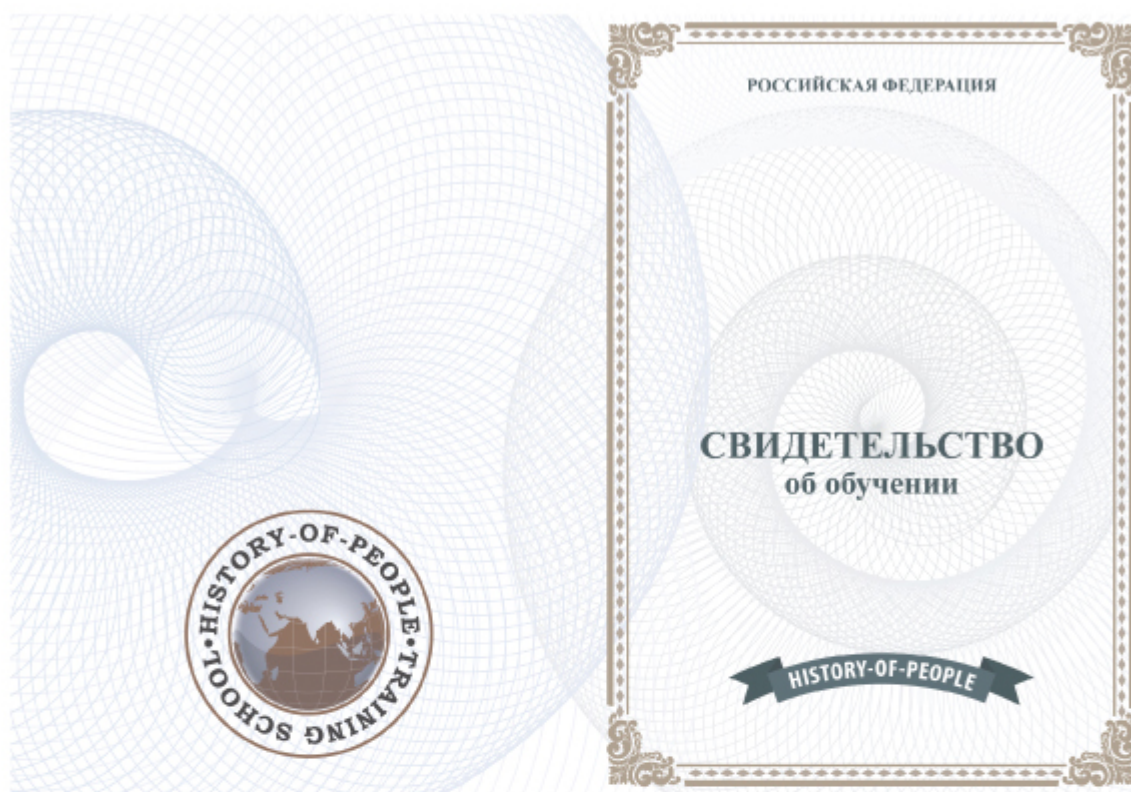 HISTORY-OF-PEOPLE • TRAINING SCHOOL •
РОССИЙСКАЯ ФЕДЕРАЦИЯ
СВИДЕТЕЛЬСТВО
об обучении
HISTORY-OF-PEOPLE